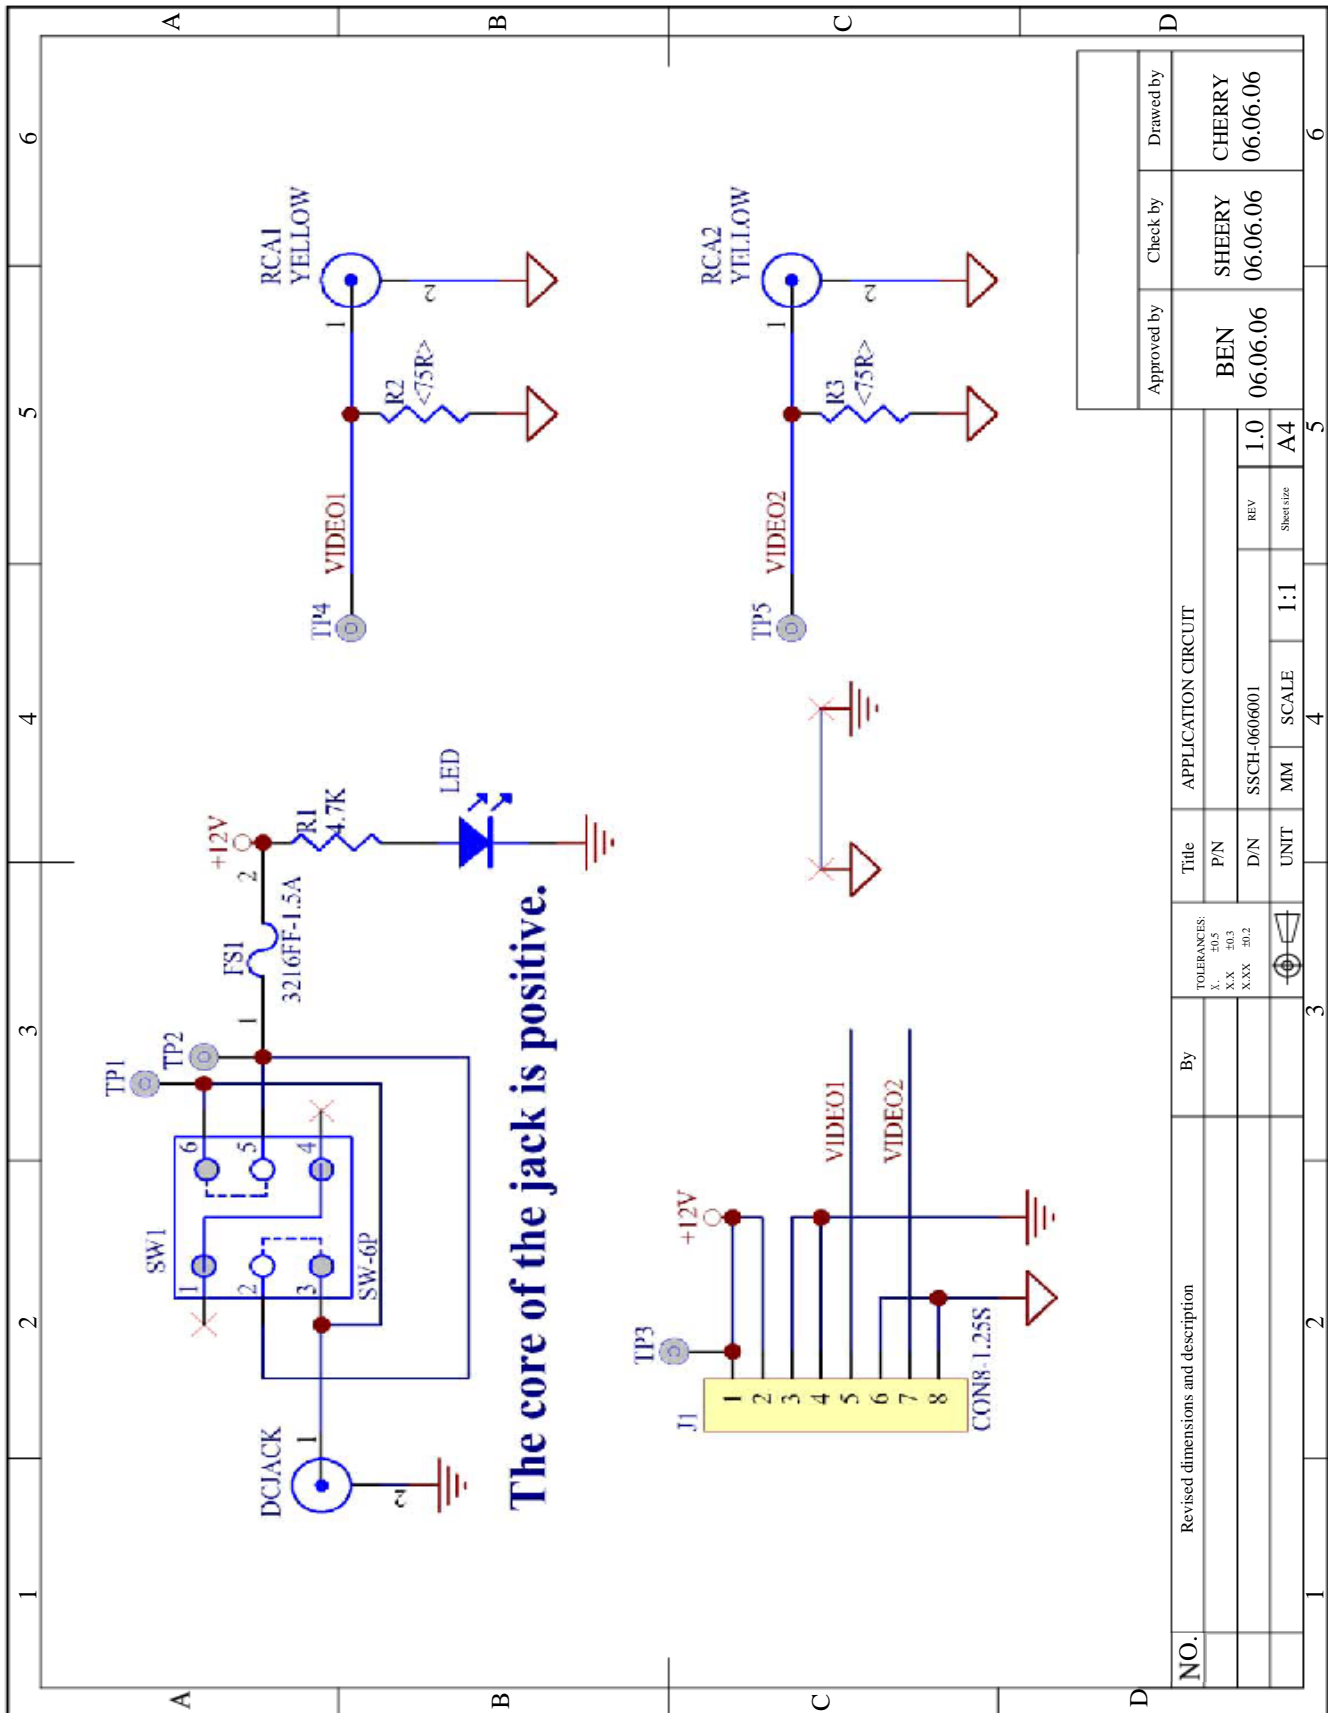 1
2
3
4
5
6
A
A
B
B
C
C
D
D
DCJACK
1
2
SW1
1
2
3
6
5
4
SW-6P
TP1
TP2
1
FS1
2
3216FF-1.5A
+12V
R1
4.7K
LED
The core of the jack is positive.
TP4
VIDEO1
R2
<75R>
1
2
RCA1
YELLOW
TP5
VIDEO2
R3
<75R>
1
2
RCA2
YELLOW
J1
TP3
+12V
1
2
3
4
5
6
7
8
VIDEO1
VIDEO2
CON8-1.25S
NO.
Revised dimensions and description
By
TOLERANCES:
X. ±0.5
X.X ±0.3
X.XX ±0.2
Title APPLICATION CIRCUIT
P/N
D/N SSCH-0606001 REV 1.0
UNIT MM SCALE 1:1 Sheet size A4
Approved by Check by Drawed by
BEN SHEERY CHERRY
06.06.06 06.06.06 06.06.06
1
2
3
4
5
6